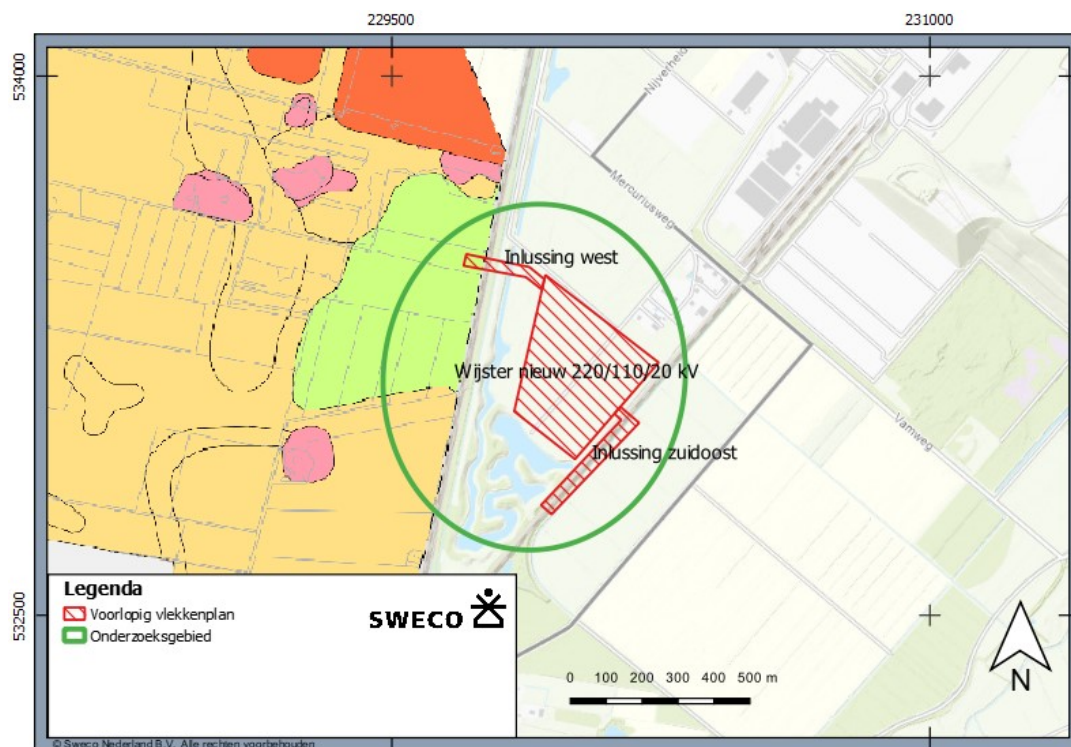 229500
231000
534000
Nijverheid
Mercuriusweg
Inlussing west
Wijster nieuw 220/110/20 kV
Inlussing zuidoost
Vamweg
532500
Legenda
Voorlopig vlekkenplan
Onderzoeksgebied
SWECO
0 100 200 300 400 500 m
N
© Sweco Nederland B.V. Alle rechten voorbehouden